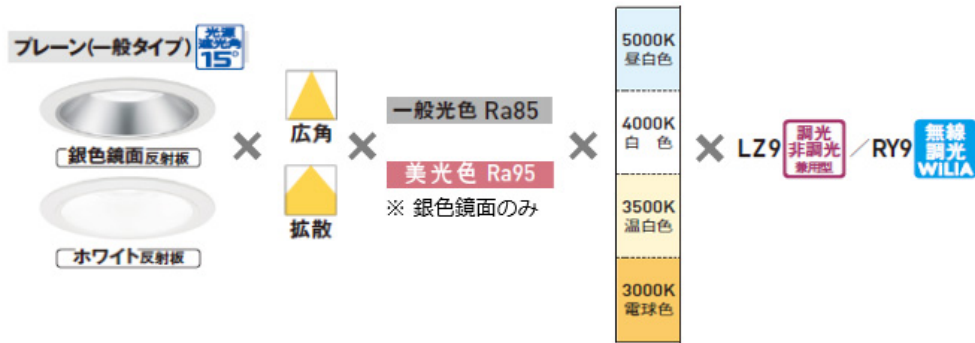 プレーン(一般タイプ)
光源
遮光角
15°
銀色鏡面反射板
ホワイト反射板
×
広角
拡散
×
一般光色 Ra85
美光色 Ra95
※ 銀色鏡面のみ
×
5000K
昼白色
4000K
白 色
3500K
温白色
3000K
電球色
×
LZ9
調光
非調光
兼用型
／RY9
無線
調光
WiLIA